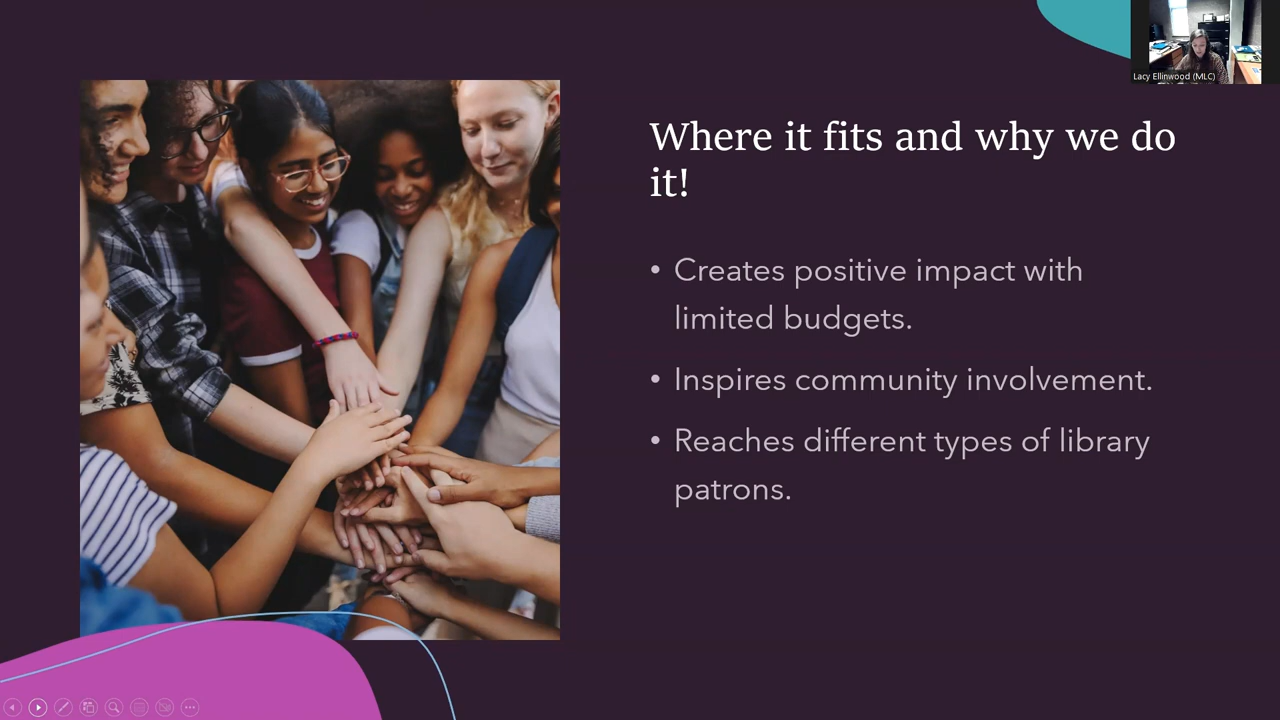 Lacy Ellinwood (MLC)
Where it fits and why we do
it!
• Creates positive impact with
limited budgets.
• Inspires community involvement.
• Reaches different types of library
patrons.